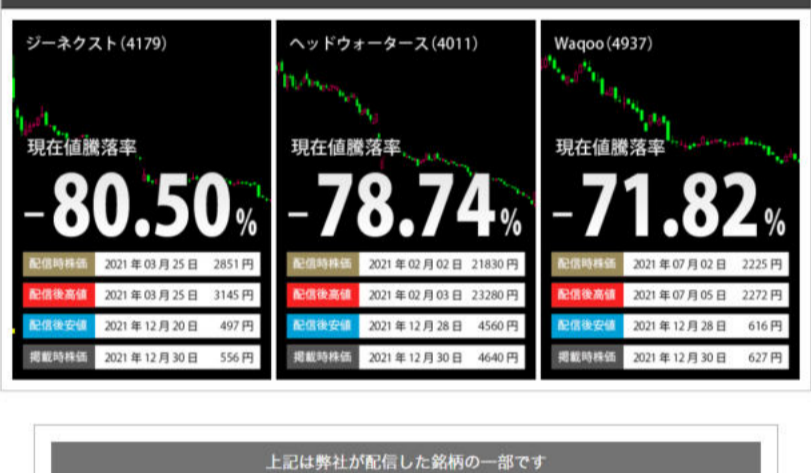 ジーネクスト(4179)
現在値騰落率
-80.50%
配信時株価 2021年03月25日 2851円
配信後高値 2021年03月25日 3145円
配信後安値 2021年12月20日 497円
掲載時株価 2021年12月30日 556円
ヘッドウォータース(4011)
現在値騰落率
-78.74%
配信時株価 2021年02月02日 21830円
配信後高値 2021年02月03日 23280円
配信後安値 2021年12月28日 4560円
掲載時株価 2021年12月30日 4640円
Waqoo(4937)
現在値騰落率
-71.82%
配信時株価 2021年07月02日 2225円
配信後高値 2021年07月05日 2272円
配信後安値 2021年12月28日 616円
掲載時株価 2021年12月30日 627円
上記は弊社が配信した銘柄の一部です